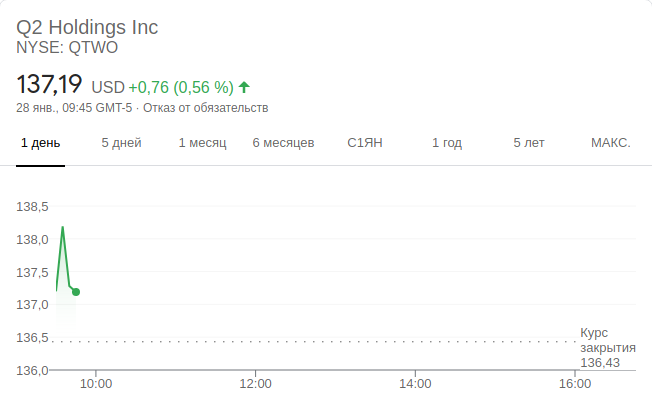 Q2 Holdings Inc
NYSE: QTWO
137,19 USD +0,76 (0,56 %)
28 янв., 09:45 GMT-5 · Отказ от обязательств
1 день 5 дней 1 месяц 6 месяцев С1ЯН 1 год 5 лет МАКС.
138,5
138,0
137,5
137,0
136,5
Курс
закрытия
136,43
136,0
10:00 12:00 14:00 16:00